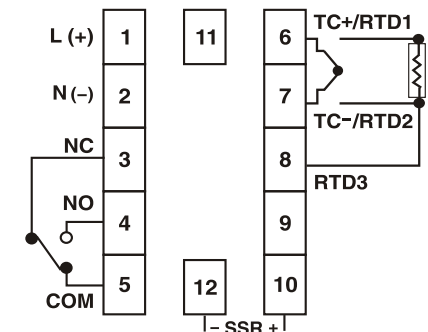 TC+/RTD1
L (+) 1 11 6
N (–) 2 7
TC–/RTD2
NC 3 8
RTD3
NO 4 9
5 12 10
COM
– SSR +